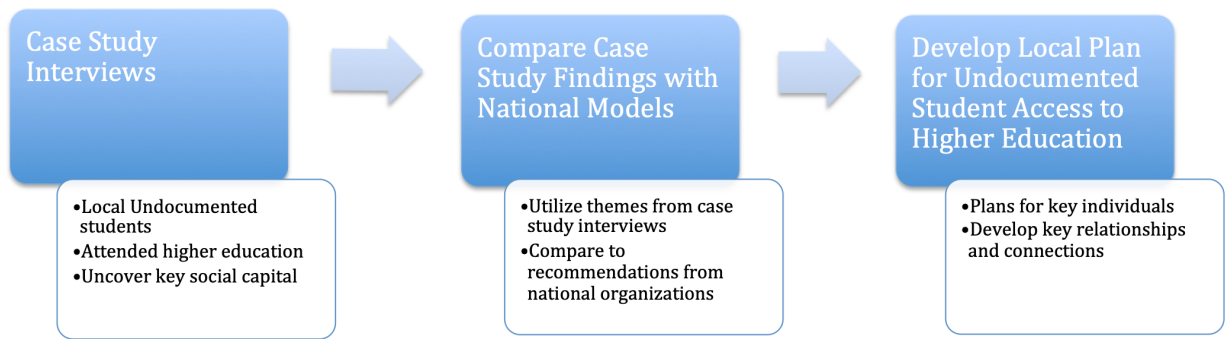 Case Study
Interviews
•Local Undocumented
students
•Attended higher education
•Uncover key social capital
Compare Case
Study Findings with
National Models
•Utilize themes from case
study interviews
•Compare to
recommendations from
national organizations
Develop Local Plan
for Undocumented
Student Access to
Higher Education
•Plans for key individuals
•Develop key relationships
and connections